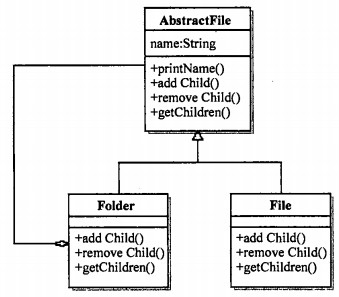 AbstractFile
name:String
+printName()
+add Child()
+remove Child()
+getChildren()
Folder
+add Child()
+remove Child()
+getChildren()
File
+add Child()
+remove Child()
+getChildren()